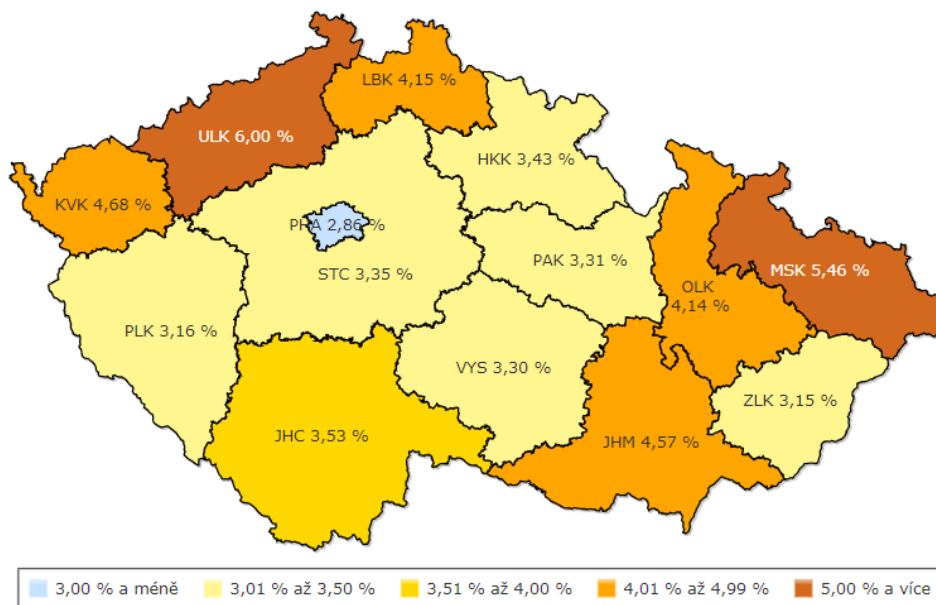 LBK 4,15 %
ULK 6,00 %
HKK 3,43 %
KVK 4,68 %
PRA 2,86 %
STC 3,35 %
PAK 3,31 %
MSK 5,46 %
OLK
4,14 %
PLK 3,16 %
VYS 3,30 %
ZLK 3,15 %
JHC 3,53 %
JHM 4,57 %
3,00 % a méně 3,01 % až 3,50 % 3,51 % až 4,00 % 4,01 % až 4,99 % 5,00 % a více